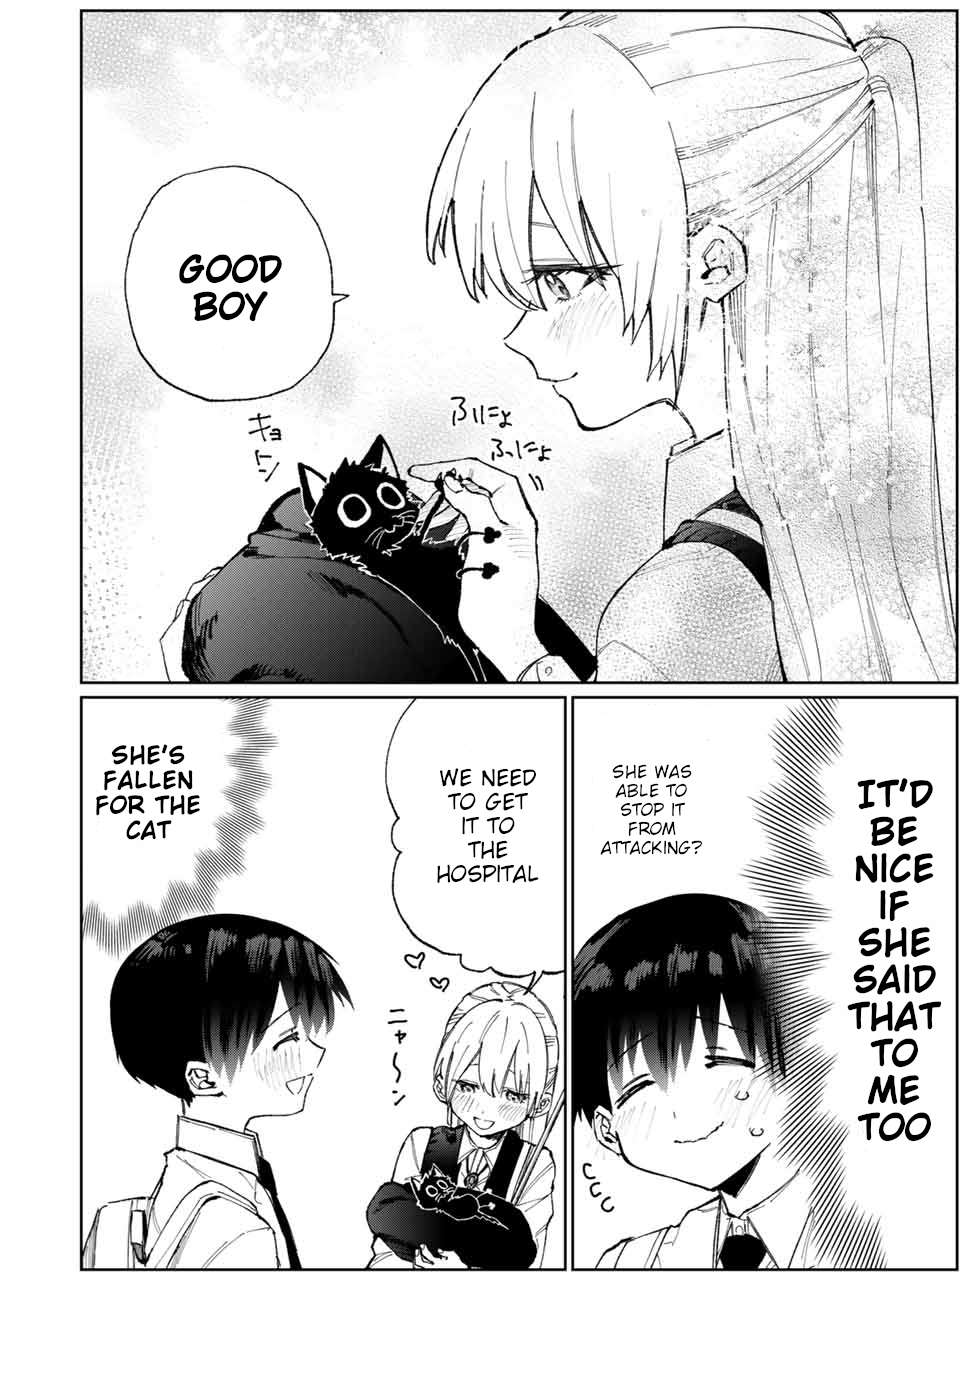 GOOD
BOY
ふにょ
ふにょ
キョトン
IT'D
BE
NICE
IF
SHE
SAID
THAT
TO
ME
TOO
SHE WAS
ABLE TO
STOP IT
FROM
ATTACKING?
WE NEED
TO GET
IT TO
THE
HOSPITAL
ニャ〜ン
SHE'S
FALLEN
FOR THE
CAT